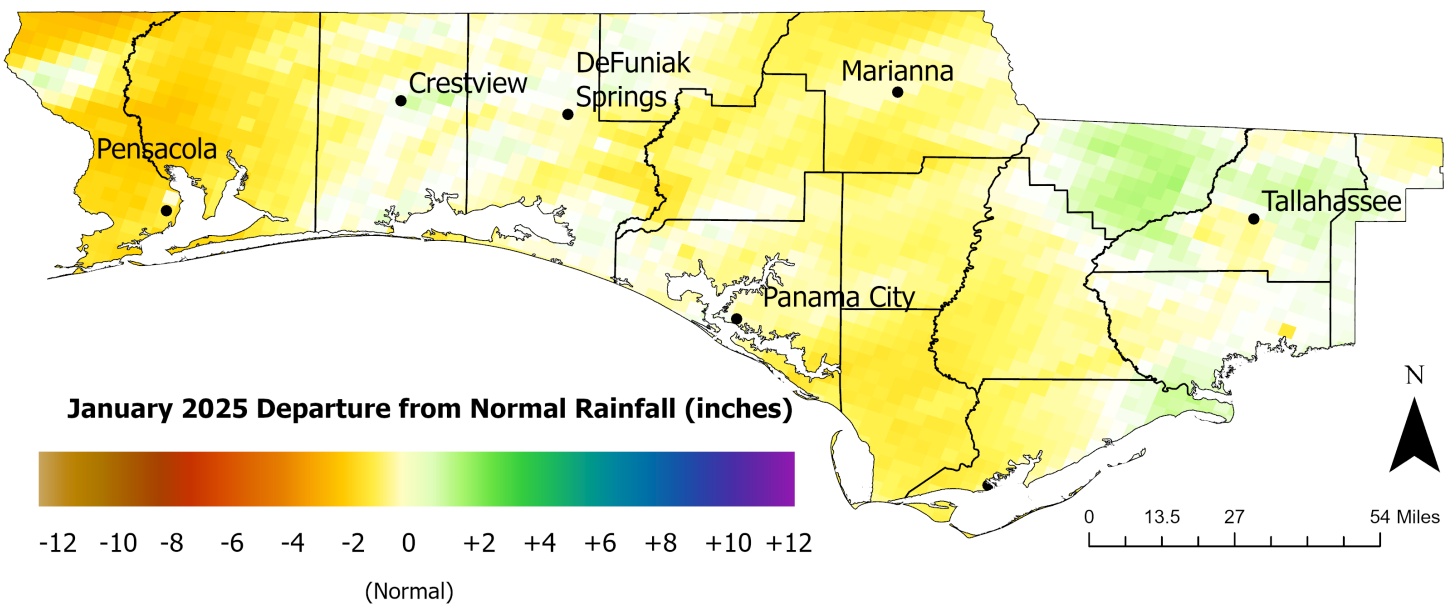 DeFuniak
Springs
Crestview
Marianna
Pensacola
Tallahassee
Panama City
January 2025 Departure from Normal Rainfall (inches)
-12 -10 -8 -6 -4 -2 0 +2 +4 +6 +8 +10 +12
(Normal)
N
0 13.5 27 54 Miles